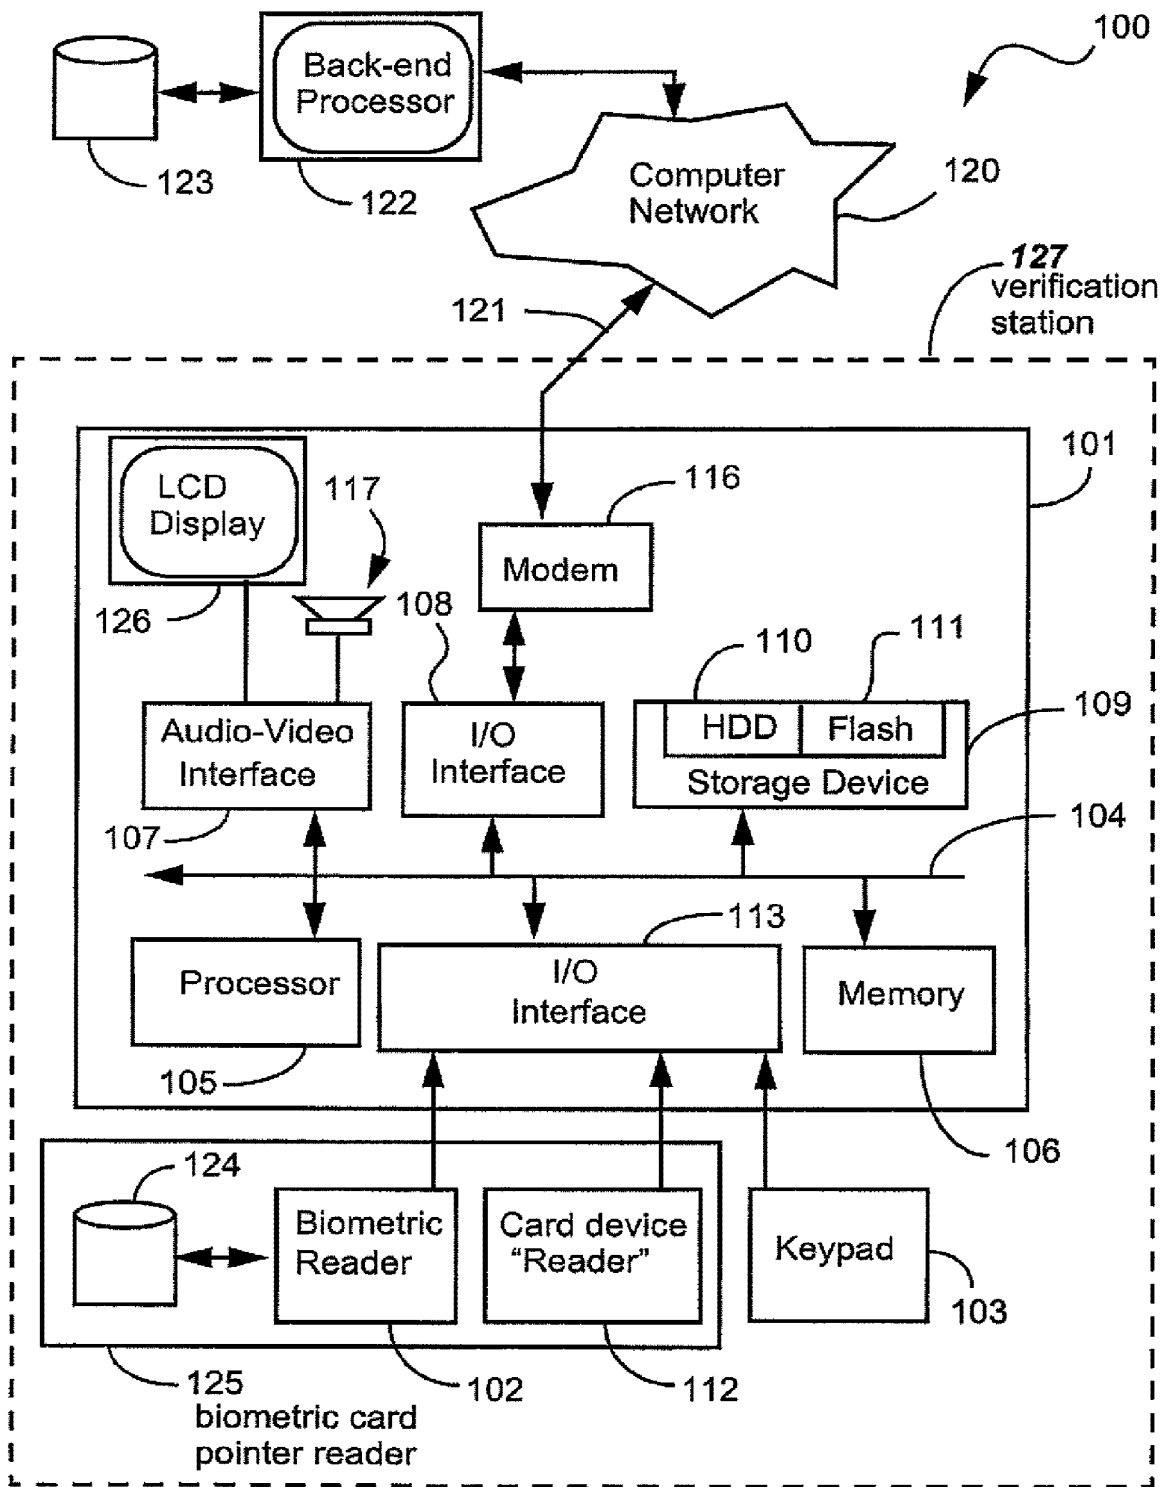 100
Back-end
Processor
123
122
Computer
Network
120
121
127
verification
station
101
LCD
Display
117
116
Modem
126
108
110
111
109
Audio-Video
Interface
I/O
Interface
HDD
Flash
Storage Device
107
104
113
Processor
I/O
Interface
Memory
105
106
124
Biometric
Reader
Card device
“Reader”
Keypad
103
125
102
112
biometric card
pointer reader